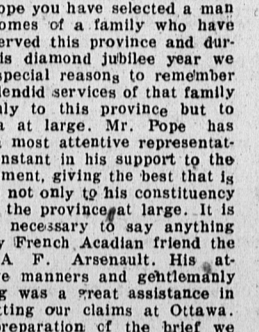 ope you have selected a man
omes of a family who have
erved this province and dur-
is diamond jubilee year we
special reasons to remember
lendid services of that family
nly to this province but to
a at large. Mr. Pope has
most attentive representat-
nstant in his support to the
ment, giving the best that is
not only to his constituency
the province at large. It is
necessary to say anything
y French Acadian friend the
A F. Arsenault. His at-
e manners and gentlemanly
g was a great assistance in
tting our claims at Ottawa.
preparation of the brief we